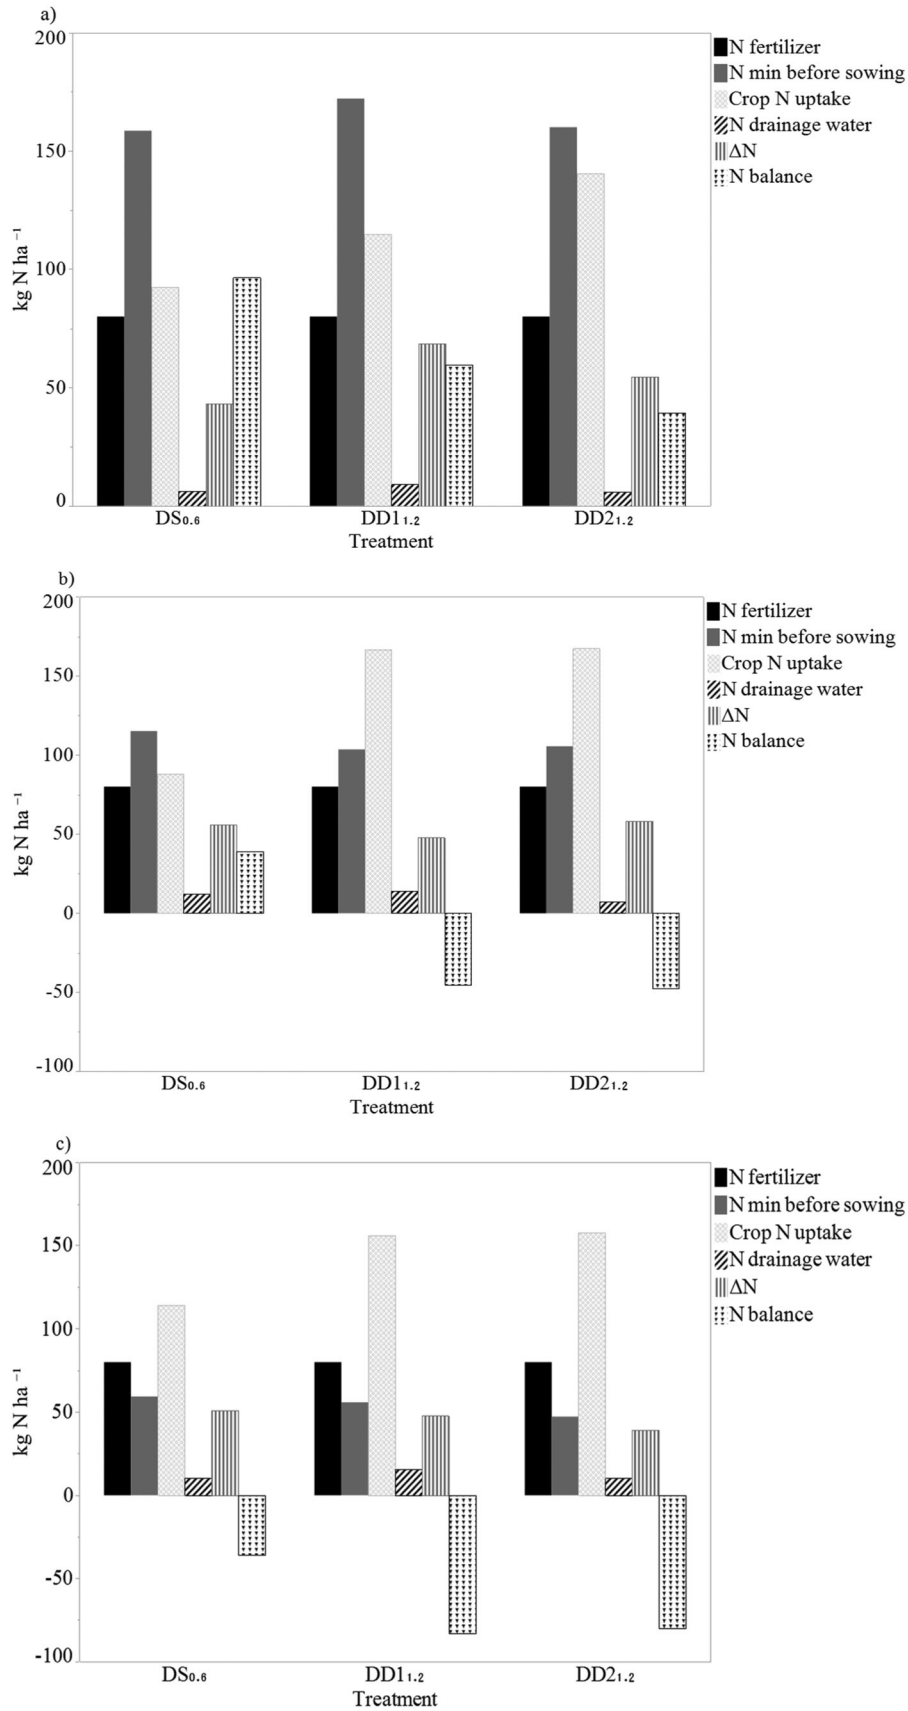 a)
200
150
100
50
0
kg N ha ⁻¹
DS₀.₆ DD1₁.₂ DD2₁.₂
Treatment
N fertilizer
N min before sowing
Crop N uptake
N drainage water
ΔN
N balance
b)
200
150
100
50
0
-50
-100
kg N ha ⁻¹
DS₀.₆ DD1₁.₂ DD2₁.₂
Treatment
N fertilizer
N min before sowing
Crop N uptake
N drainage water
ΔN
N balance
c)
200
150
100
50
0
-50
-100
kg N ha ⁻¹
DS₀.₆ DD1₁.₂ DD2₁.₂
Treatment
N fertilizer
N min before sowing
Crop N uptake
N drainage water
ΔN
N balance